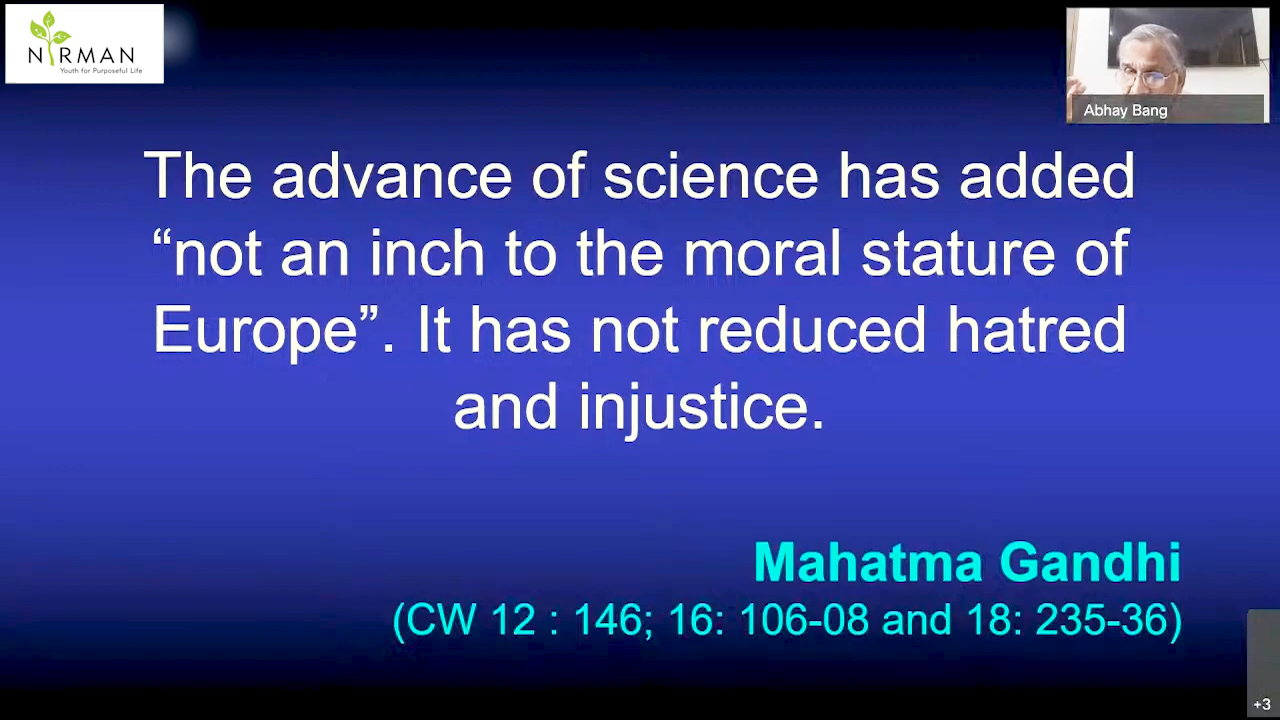 NIRMAN
Youth for Purposeful Life
Abhay Bang
The advance of science has added
“not an inch to the moral stature of
Europe”. It has not reduced hatred
and injustice.
Mahatma Gandhi
(CW 12 : 146; 16: 106-08 and 18: 235-36)
+3